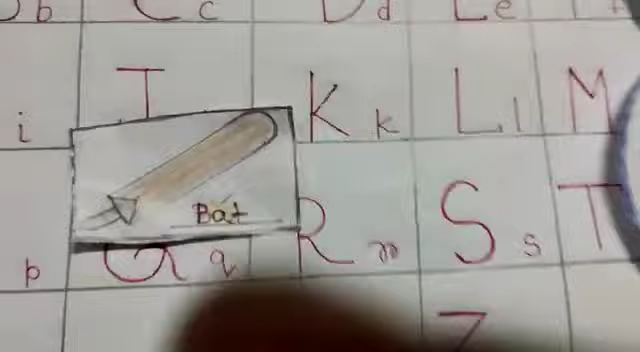 b C c D d L e
i J K k L l M
Bat
p Q q R r S s T
Z